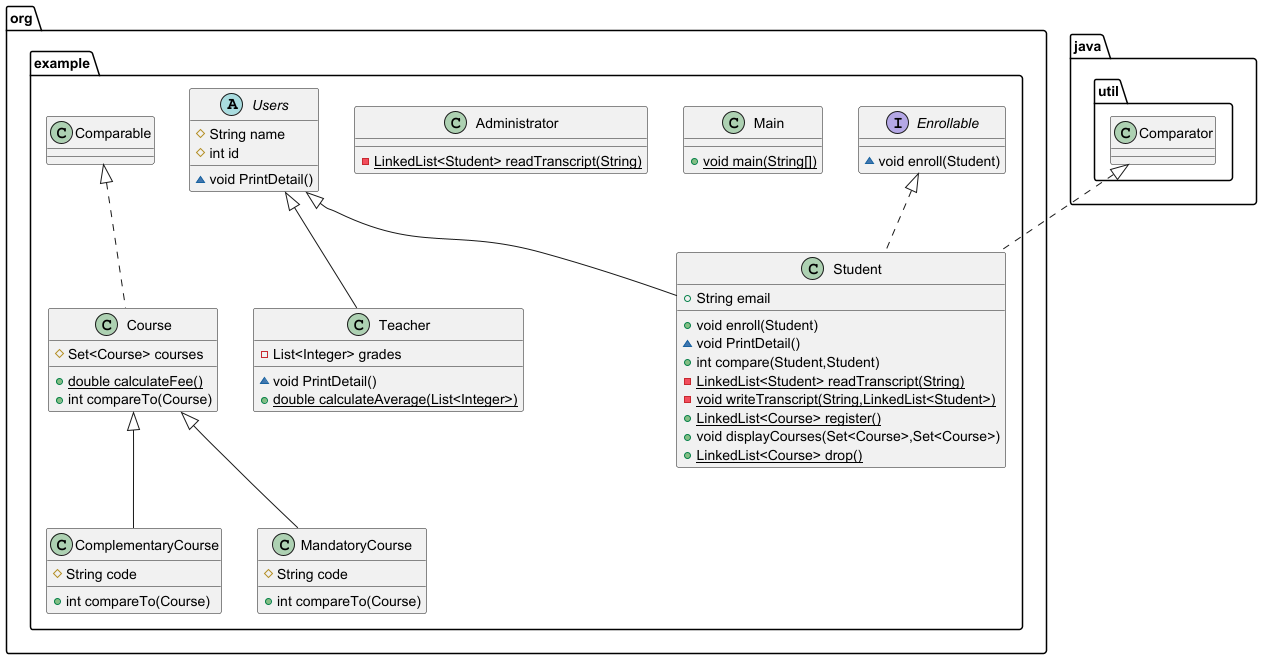 org
java
example
util
C Comparable
A Users
String name
int id
void PrintDetail()
C Administrator
LinkedList<Student> readTranscript(String)
C Main
void main(String[])
I Enrollable
void enroll(Student)
C Comparator
C Student
String email
void enroll(Student)
void PrintDetail()
int compare(Student,Student)
LinkedList<Student> readTranscript(String)
void writeTranscript(String,LinkedList<Student>)
LinkedList<Course> register()
void displayCourses(Set<Course>,Set<Course>)
LinkedList<Course> drop()
C Course
Set<Course> courses
double calculateFee()
int compareTo(Course)
C Teacher
List<Integer> grades
void PrintDetail()
double calculateAverage(List<Integer>)
C ComplementaryCourse
String code
int compareTo(Course)
C MandatoryCourse
String code
int compareTo(Course)